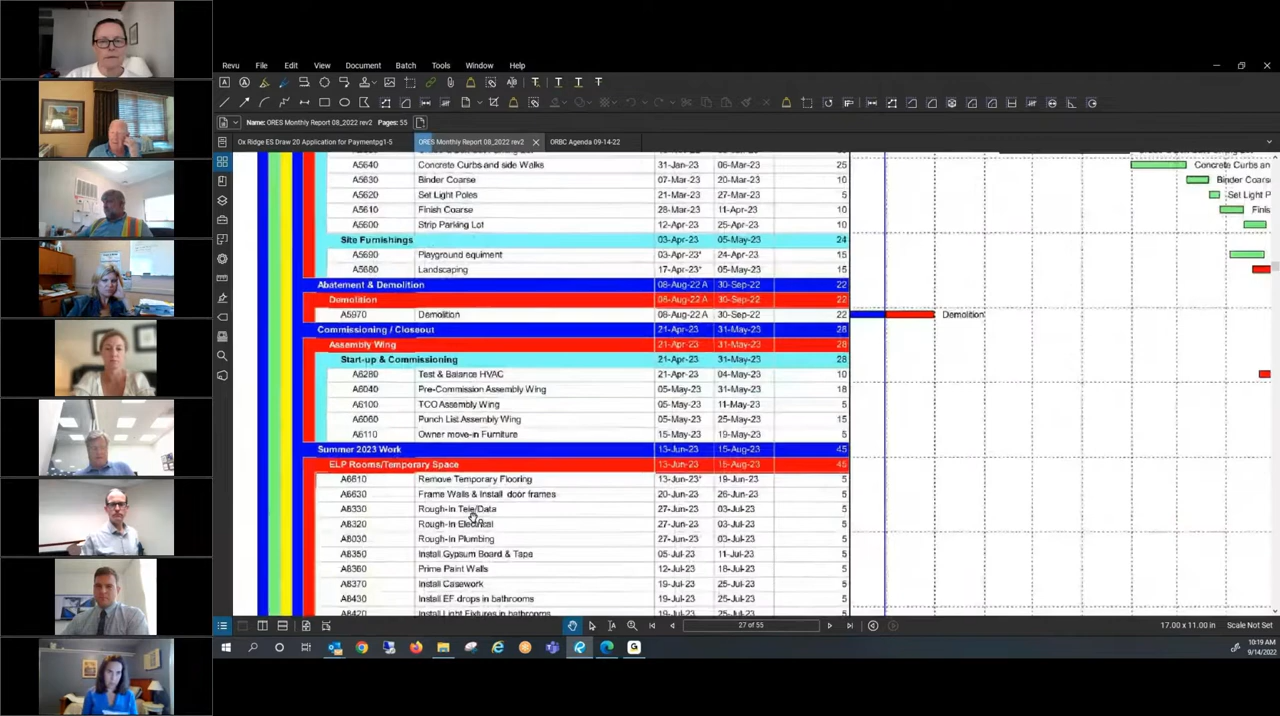 Revu File Edit View Document Batch Tools Window Help
Name: ORES Monthly Report 08_2022 rev2 Pages: 55
Ox Ridge ES Draw 20 Application for Paymentpg1-5 ORES Monthly Report 08_2022 rev2 ORBC Agenda 09-14-22
A5640 Concrete Curbs and side Walks 31-Jan-23 06-Mar-23 25 Concrete Curbs an
A5630 Binder Coarse 07-Mar-23 20-Mar-23 10 Binder Coars
A5620 Set Light Poles 21-Mar-23 27-Mar-23 5 Set Light P
A5610 Finish Coarse 28-Mar-23 11-Apr-23 10 Finis
A5600 Strip Parking Lot 12-Apr-23 25-Apr-23 10
Site Furnishings 03-Apr-23 05-May-23 24
A5690 Playground equiment 03-Apr-23* 24-Apr-23 15
A5680 Landscaping 17-Apr-23* 05-May-23 15
Abatement & Demolition 08-Aug-22 A 30-Sep-22 22
Demolition 08-Aug-22 A 30-Sep-22 22
A5970 Demolition 08-Aug-22 A 30-Sep-22 22 Demolition
Commissioning / Closeout 21-Apr-23 31-May-23 28
Assembly Wing 21-Apr-23 31-May-23 28
Start-up & Commissioning 21-Apr-23 31-May-23 28
A6280 Test & Balance HVAC 21-Apr-23 04-May-23 10
A6040 Pre-Commission Assembly Wing 05-May-23 31-May-23 18
A6100 TCO Assembly Wing 05-May-23 11-May-23 5
A6060 Punch List Assembly Wing 05-May-23 25-May-23 15
A6110 Owner move-in Furniture 15-May-23 19-May-23 5
Summer 2023 Work 13-Jun-23 15-Aug-23 45
ELP Rooms/Temporary Space 13-Jun-23 15-Aug-23 45
A6610 Remove Temporary Flooring 13-Jun-23* 19-Jun-23 5
A6630 Frame Walls & Install door frames 20-Jun-23 26-Jun-23 5
A8330 Rough-in Tele/Data 27-Jun-23 03-Jul-23 5
A8320 Rough-in Electrical 27-Jun-23 03-Jul-23 5
A8030 Rough-in Plumbing 27-Jun-23 03-Jul-23 5
A8350 Install Gypsum Board & Tape 05-Jul-23 11-Jul-23 5
A8360 Prime Paint Walls 12-Jul-23 18-Jul-23 5
A8370 Install Casework 19-Jul-23 25-Jul-23 5
A8430 Install EF drops in bathrooms 19-Jul-23 25-Jul-23 5
A8420 Install Light Fixtures in bathrooms 19-Jul-23 25-Jul-23 5
27 of 55 17.00 x 11.00 in Scale Not Set
10:19 AM
9/14/2022